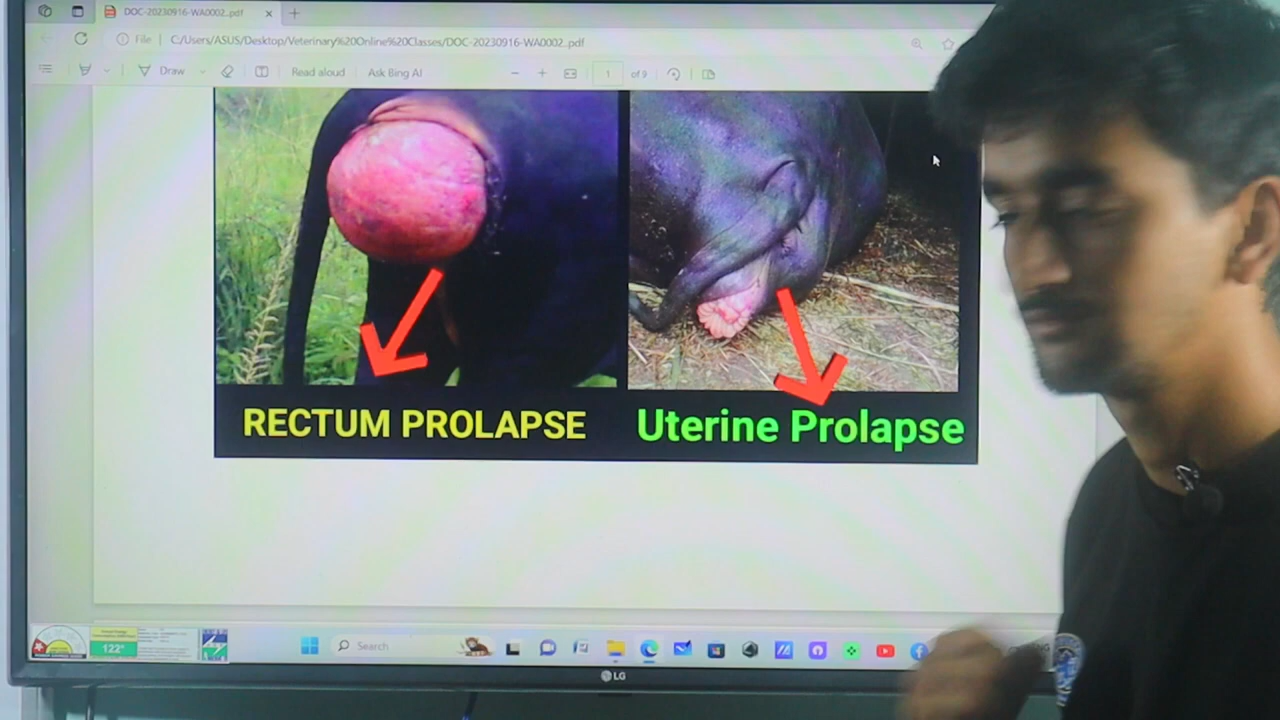 DOC-20230916-WA0002..pdf
File
C:/Users/ASUS/Desktop/Veterinary%20Online%20Classes/DOC-20230916-WA0002..pdf
Draw
Read aloud
Ask Bing AI
1
of 9
RECTUM PROLAPSE
Uterine Prolapse
122*
Search
LG